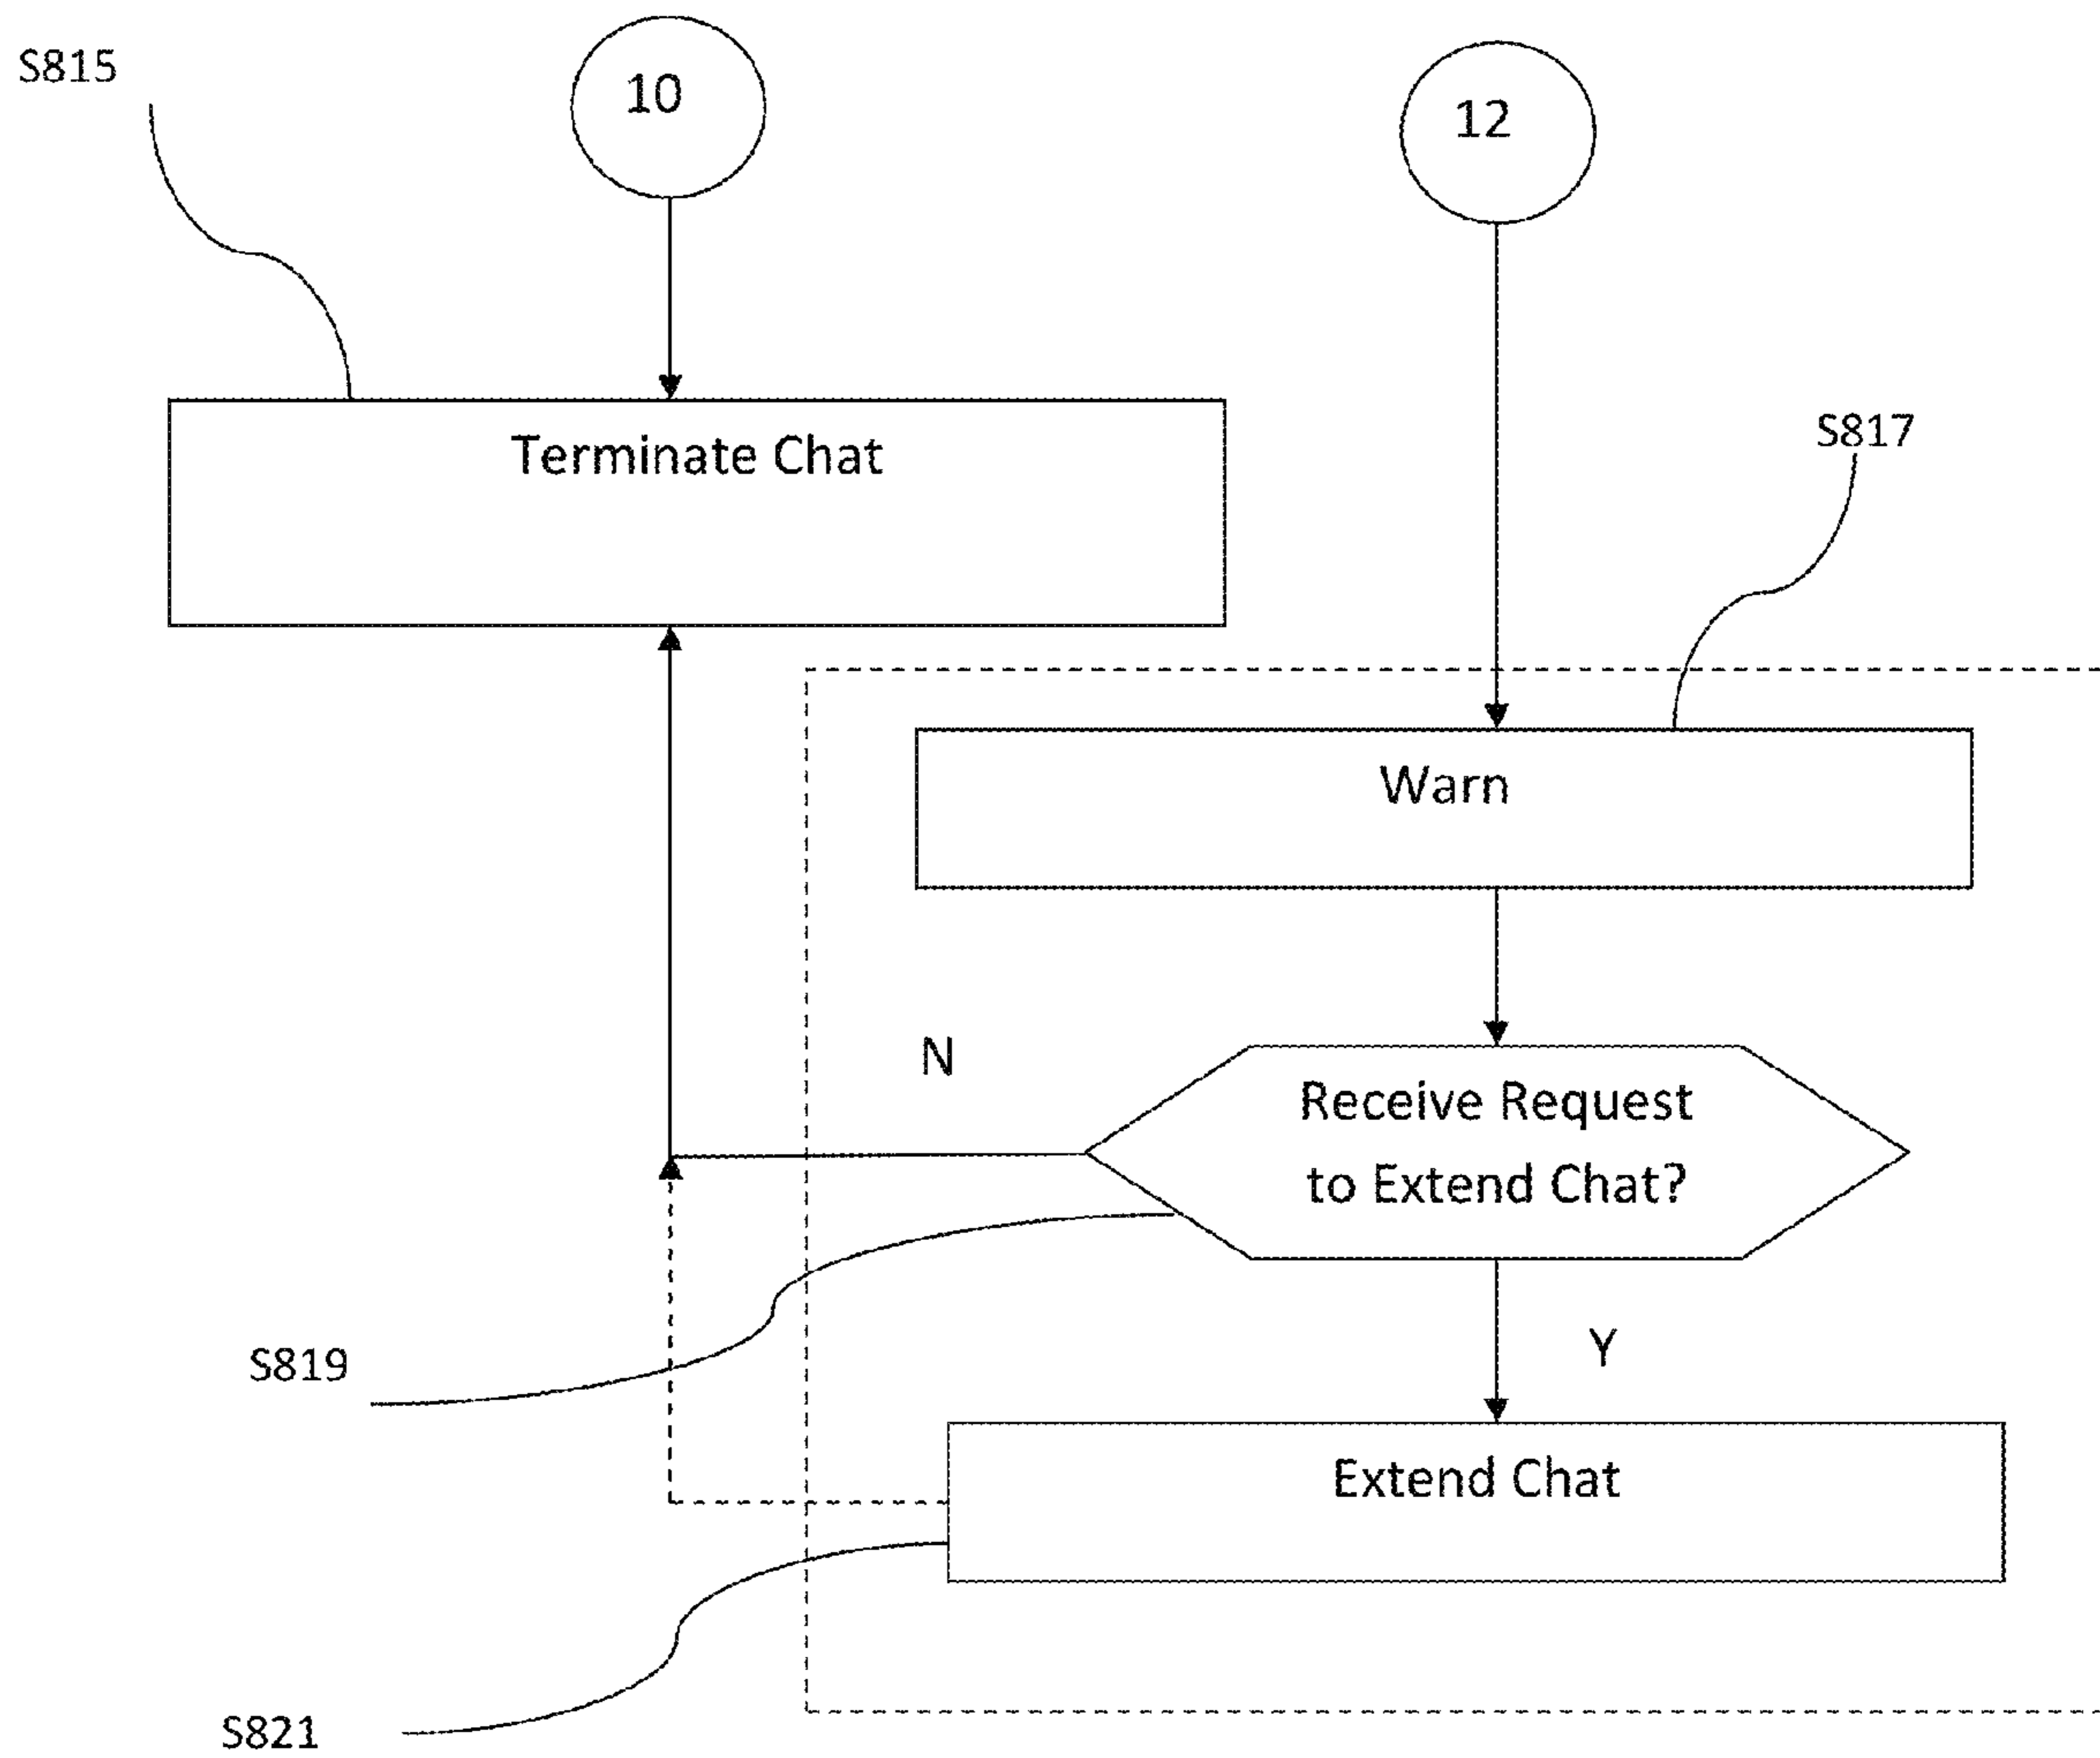 S815
10
12
Terminate Chat
S817
Warn
N
Receive Request
to Extend Chat?
Y
S819
Extend Chat
S821